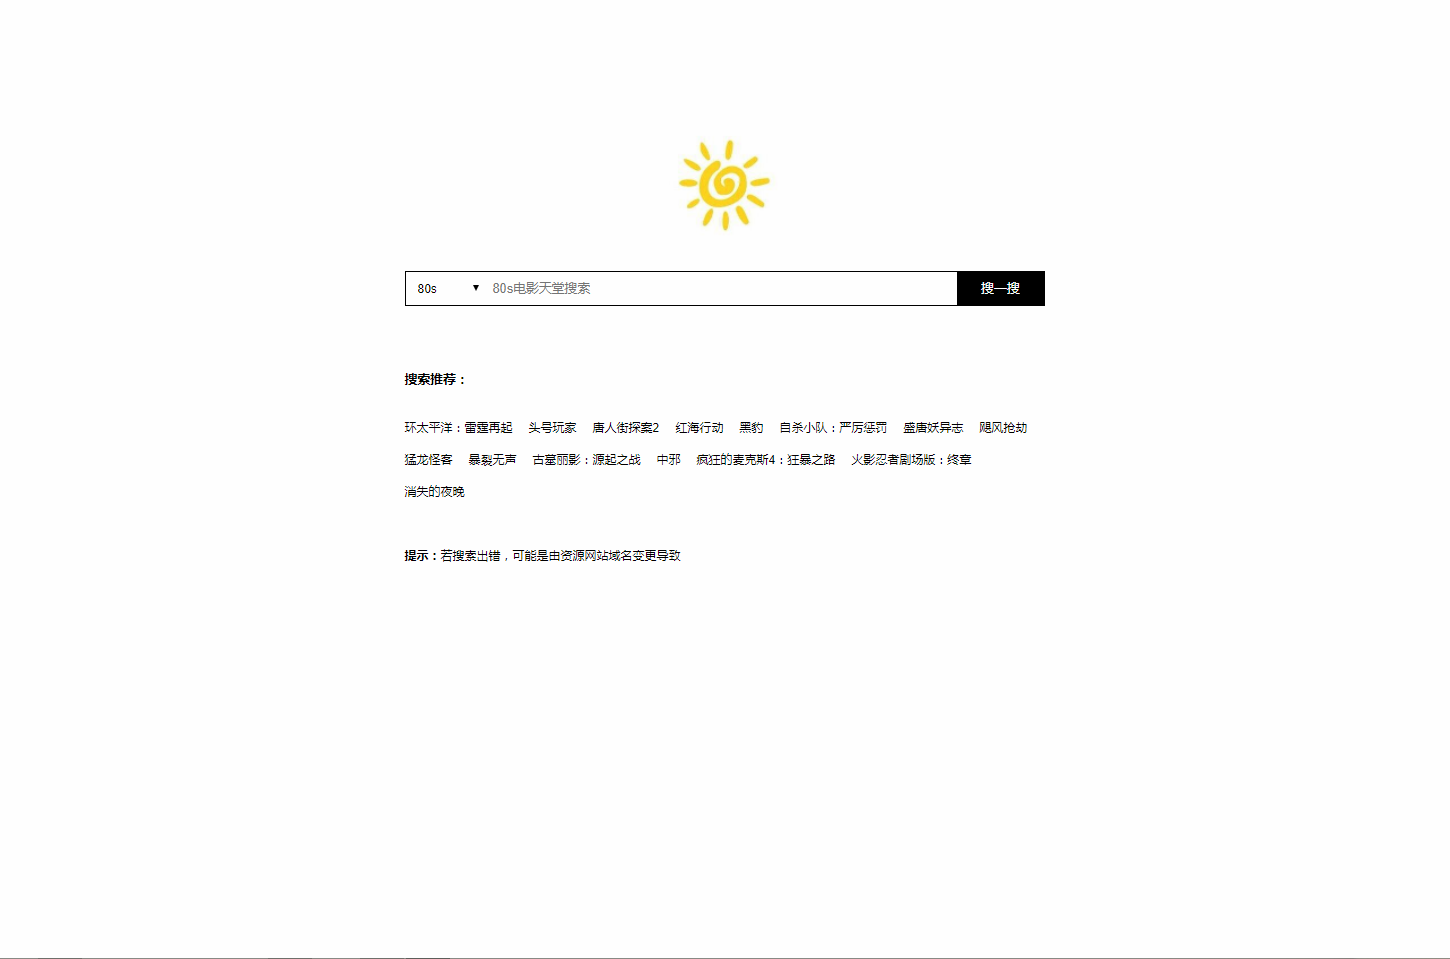 80s ▼ 80s电影天堂搜索 搜一搜
搜索推荐：
环太平洋：雷霆再起 头号玩家 唐人街探案2 红海行动 黑豹 自杀小队：严厉惩罚 盛唐妖异志 飓风抢劫
猛龙怪客 暴裂无声 古墓丽影：源起之战 中邪 疯狂的麦克斯4：狂暴之路 火影忍者剧场版：终章
消失的夜晚
提示：若搜索出错，可能是由资源网站域名变更导致